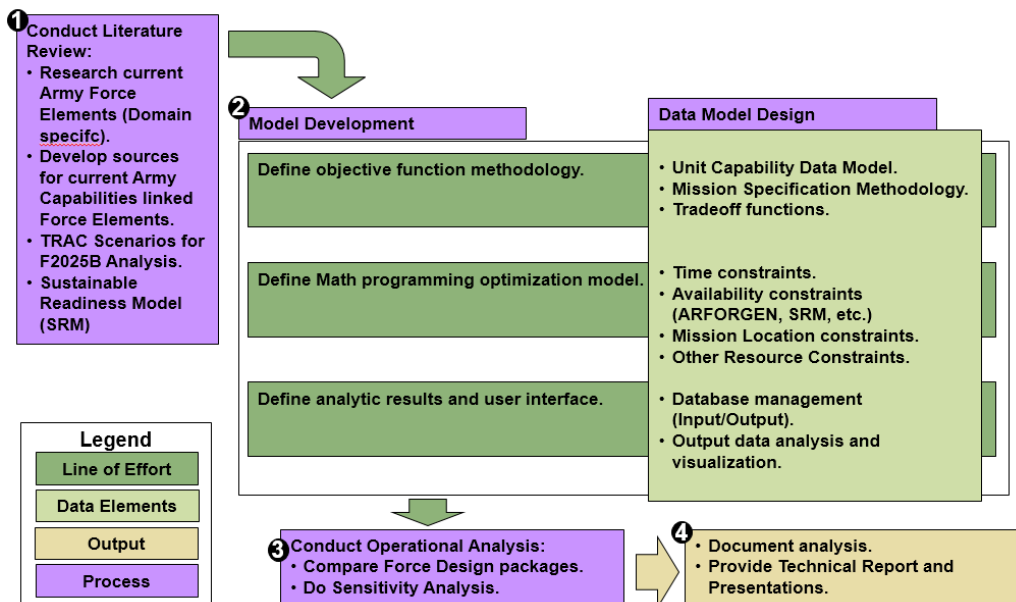 1
Conduct Literature
Review:
• Research current
Army Force
Elements (Domain
specifc).
• Develop sources
for current Army
Capabilities linked
Force Elements.
• TRAC Scenarios for
F2025B Analysis.
• Sustainable
Readiness Model
(SRM)
2
Model Development
Data Model Design
Define objective function methodology.
• Unit Capability Data Model.
• Mission Specification Methodology.
• Tradeoff functions.
Define Math programming optimization model.
• Time constraints.
• Availability constraints
(ARFORGEN, SRM, etc.)
• Mission Location constraints.
• Other Resource Constraints.
Define analytic results and user interface.
• Database management
(Input/Output).
• Output data analysis and
visualization.
Legend
Line of Effort
Data Elements
Output
Process
3
Conduct Operational Analysis:
• Compare Force Design packages.
• Do Sensitivity Analysis.
4
• Document analysis.
• Provide Technical Report and
Presentations.